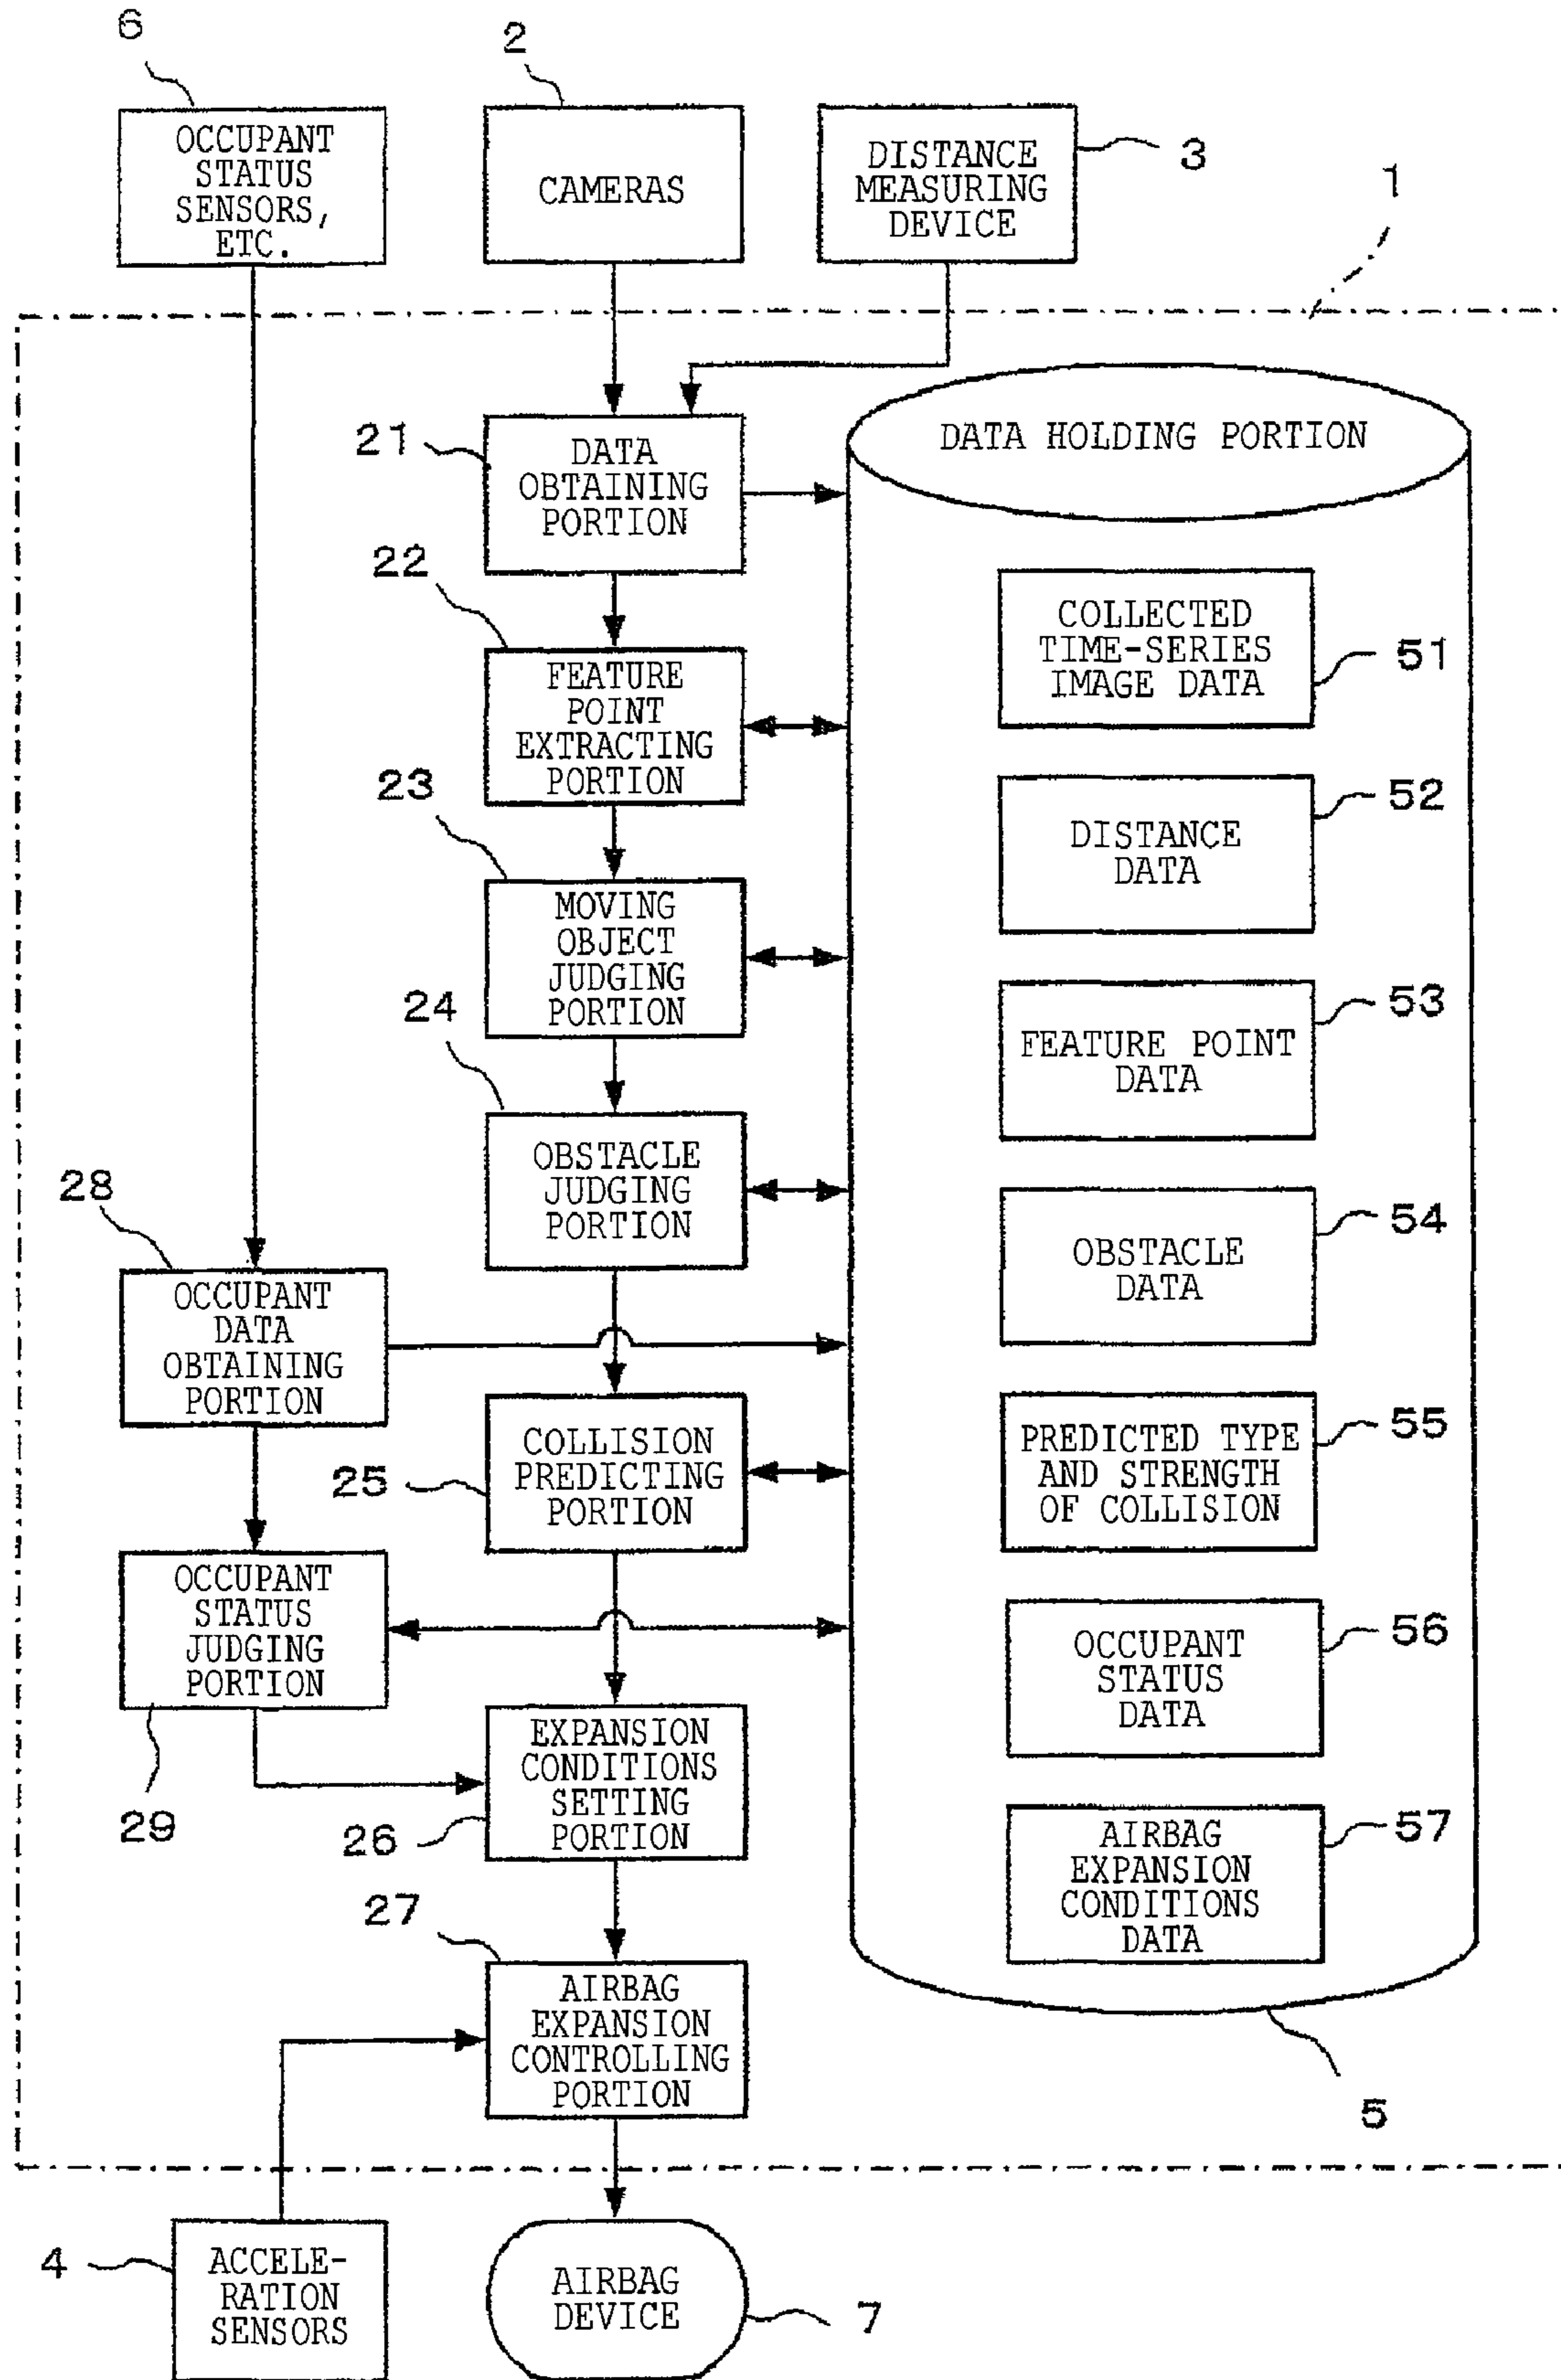 6
2
OCCUPANT
STATUS
SENSORS,
ETC.
CAMERAS
DISTANCE
MEASURING
DEVICE
3
1
21
DATA
OBTAINING
PORTION
DATA HOLDING PORTION
22
FEATURE
POINT
EXTRACTING
PORTION
COLLECTED
TIME-SERIES
IMAGE DATA
51
23
MOVING
OBJECT
JUDGING
PORTION
DISTANCE
DATA
52
24
OBSTACLE
JUDGING
PORTION
FEATURE POINT
DATA
53
28
OCCUPANT
DATA
OBTAINING
PORTION
OBSTACLE
DATA
54
25
COLLISION
PREDICTING
PORTION
PREDICTED TYPE
AND STRENGTH
OF COLLISION
55
OCCUPANT
STATUS
JUDGING
PORTION
29
OCCUPANT
STATUS
DATA
56
EXPANSION
CONDITIONS
SETTING
PORTION
26
AIRBAG
EXPANSION
CONDITIONS
DATA
57
27
AIRBAG
EXPANSION
CONTROLLING
PORTION
5
4
ACCELE-
RATION
SENSORS
AIRBAG
DEVICE
7